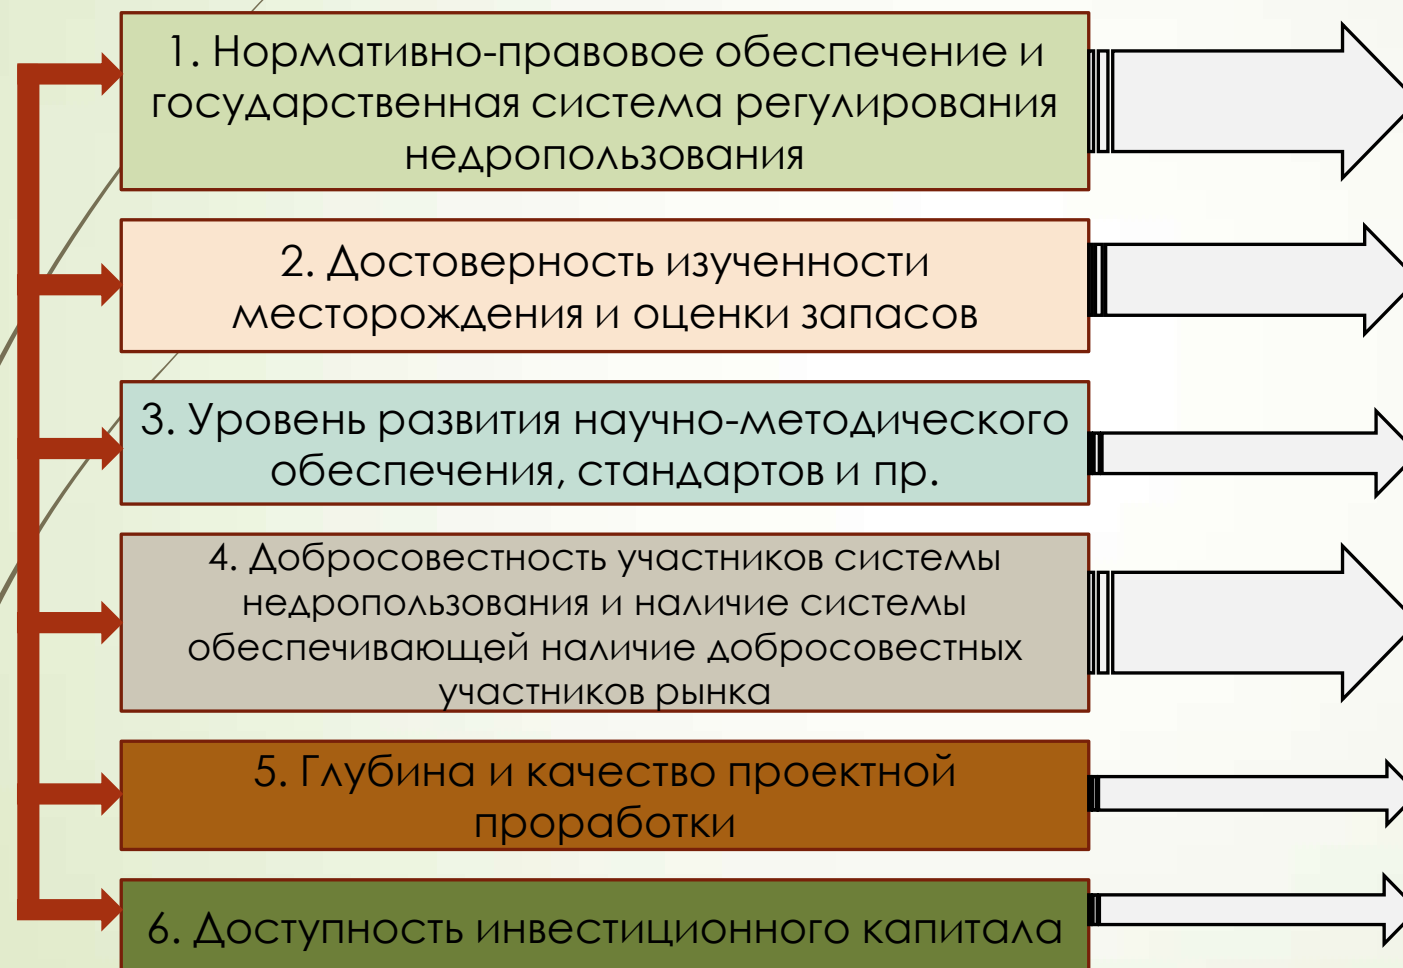 1. Нормативно-правовое обеспечение и
государственная система регулирования
недропользования
2. Достоверность изученности
месторождения и оценки запасов
3. Уровень развития научно-методического
обеспечения, стандартов и пр.
4. Добросовестность участников системы
недропользования и наличие системы
обеспечивающей наличие добросовестных
участников рынка
5. Глубина и качество проектной
проработки
6. Доступность инвестиционного капитала